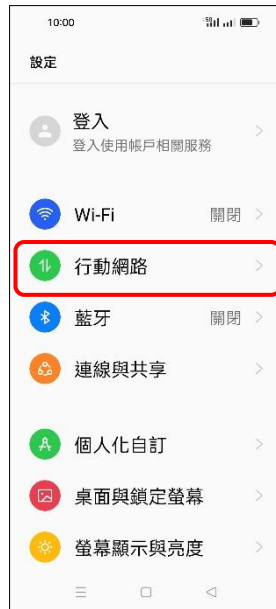 10:00
設定
登入
登入使用帳戶相關服務
Wi-Fi 關閉
行動網路
藍牙 關閉
連線與共享
個人化自訂
桌面與鎖定螢幕
螢幕顯示與亮度